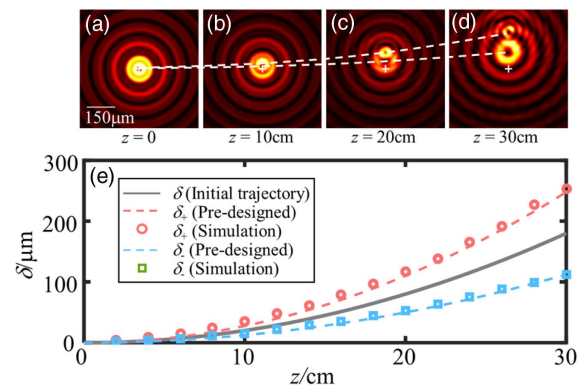 (a) (b) (c) (d)
150μm
z = 0 z = 10cm z = 20cm z = 30cm
(e)
300
200
100
0
δ/μm
δ (Initial trajectory)
δ₊ (Pre-designed)
δ₊ (Simulation)
δ₋ (Pre-designed)
δ₋ (Simulation)
0 10 20 30
z/cm